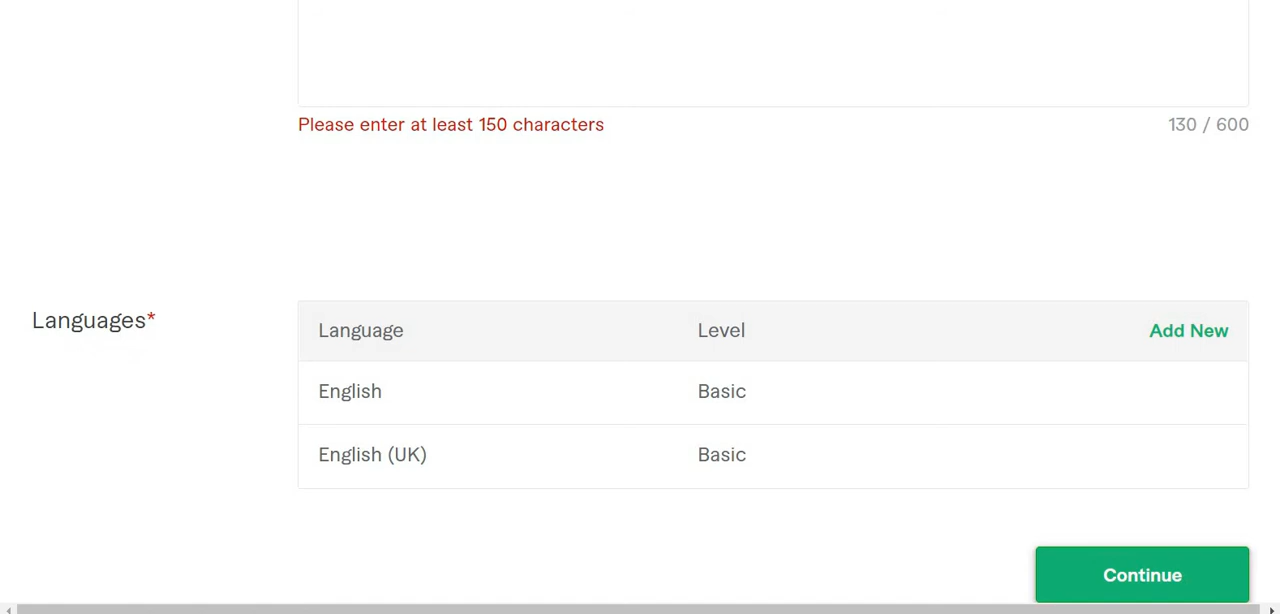 Please enter at least 150 characters 130 / 600
Languages*
Language Level Add New
English Basic
English (UK) Basic
Continue